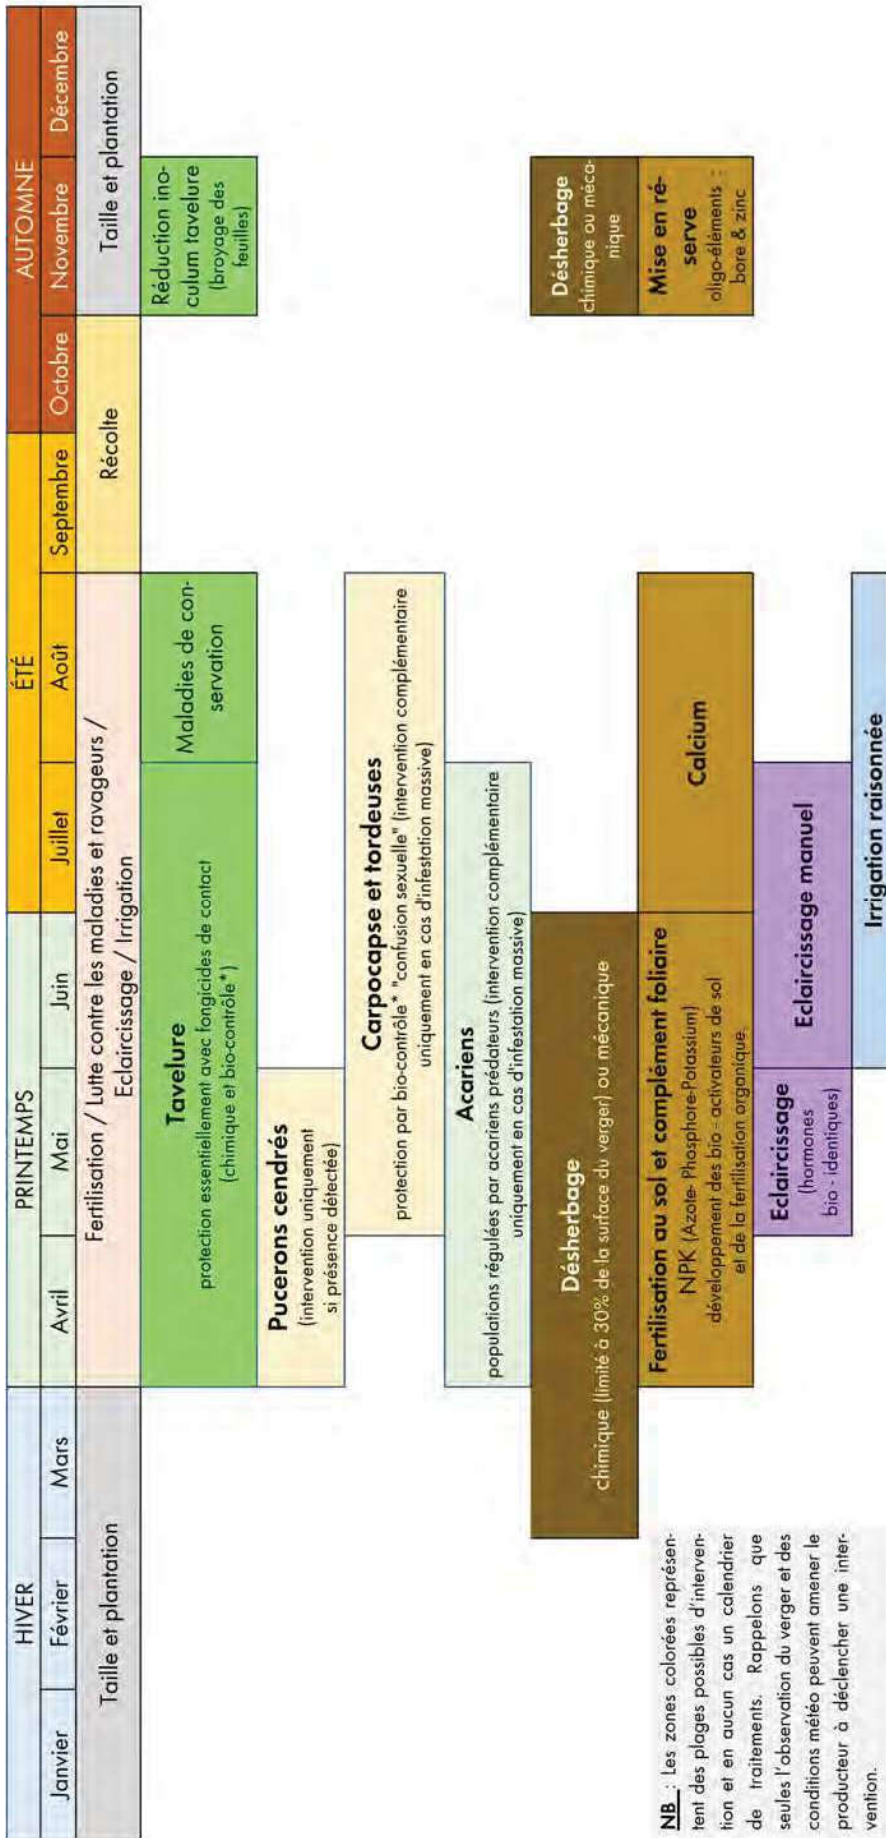 HIVER
PRINTEMPS
ÉTÉ
AUTOMNE
Janvier
Février
Mars
Avril
Mai
Juin
Juillet
Août
Septembre
Octobre
Novembre
Décembre
Taille et plantation
Fertilisation / Lutte contre les maladies et ravageurs /
Eclaircissage / Irrigation
Récolte
Taille et plantation
Tavelure
protection essentiellement avec fongicides de contact
(chimique et bio-contrôle*)
Maladies de con-
servation
Réduction ino-
culum tavelure
(broyage des
feuilles)
Pucerons cendrés
(intervention uniquement
si présence détectée)
Carpocapse et tordeuses
protection par bio-contrôle* "confusion sexuelle" (intervention complémentaire
uniquement en cas d'infestation massive)
Acariens
populations régulées par acariens prédateurs (intervention complémentaire
uniquement en cas d'infestation massive)
Désherbage
chimique (limité à 30% de la surface du verger) ou mécanique
Désherbage
chimique ou méca-
nique
Fertilisation au sol et complément foliaire
NPK (Azote- Phosphore-Potassium)
développement des bio - activateurs de sol
et de la fertilisation organique.
Calcium
Mise en ré-
serve
oligo-éléments :
bore & zinc
Eclaircissage
(hormones
bio - identiques)
Eclaircissage manuel
Irrigation raisonnée
NB : Les zones colorées représen-
tent des plages possibles d'interven-
tion et en aucun cas un calendrier
de traitements. Rappelons que
seules l'observation du verger et des
conditions météo peuvent amener le
producteur à déclencher une inter-
vention.